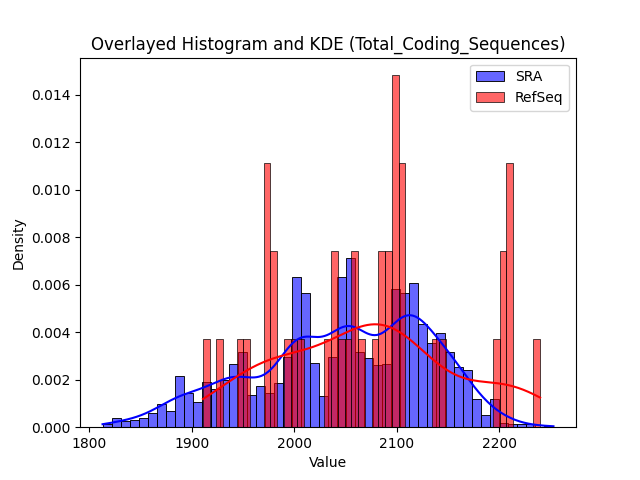 Overlayed Histogram and KDE (Total_Coding_Sequences)
SRA
RefSeq
0.014
0.012
0.010
0.008
0.006
0.004
0.002
0.000
Density
1800 1900 2000 2100 2200
Value